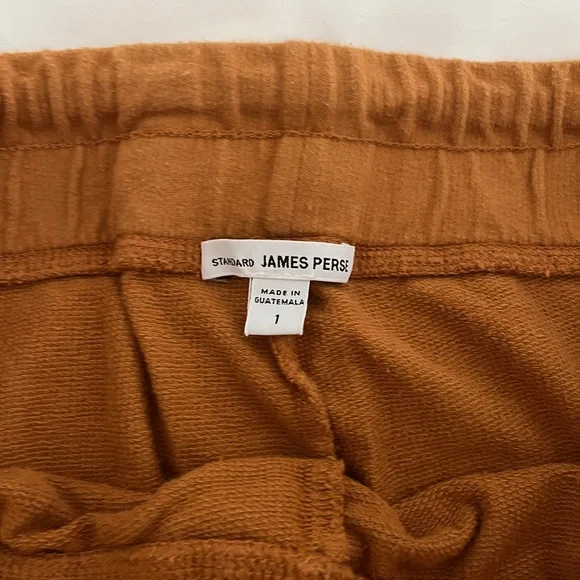 STANDARD JAMES PERSE
MADE IN
GUATEMALA
1